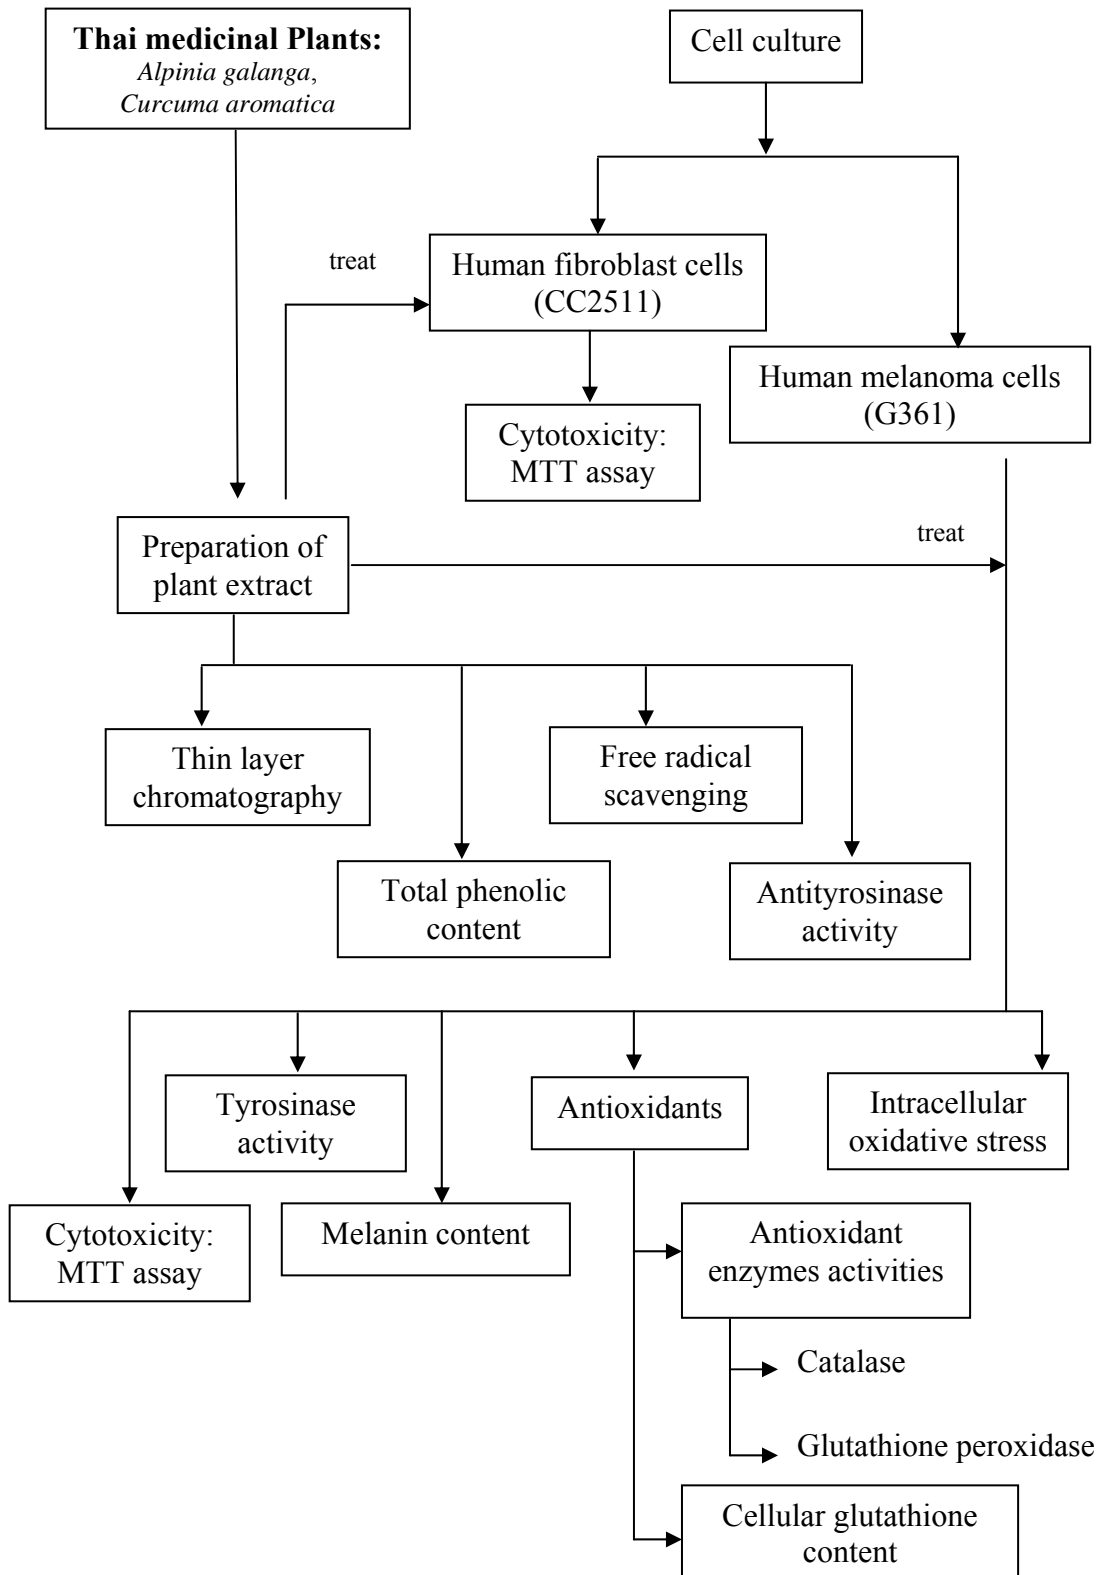 Thai medicinal Plants:
Alpinia galanga,
Curcuma aromatica
Cell culture
treat
Human fibroblast cells
(CC2511)
Human melanoma cells
(G361)
Cytotoxicity:
MTT assay
Preparation of
plant extract
treat
Thin layer
chromatography
Free radical
scavenging
Total phenolic
content
Antityrosinase
activity
Tyrosinase
activity
Antioxidants
Intracellular
oxidative stress
Cytotoxicity:
MTT assay
Melanin content
Antioxidant
enzymes activities
Catalase
Glutathione peroxidase
Cellular glutathione
content